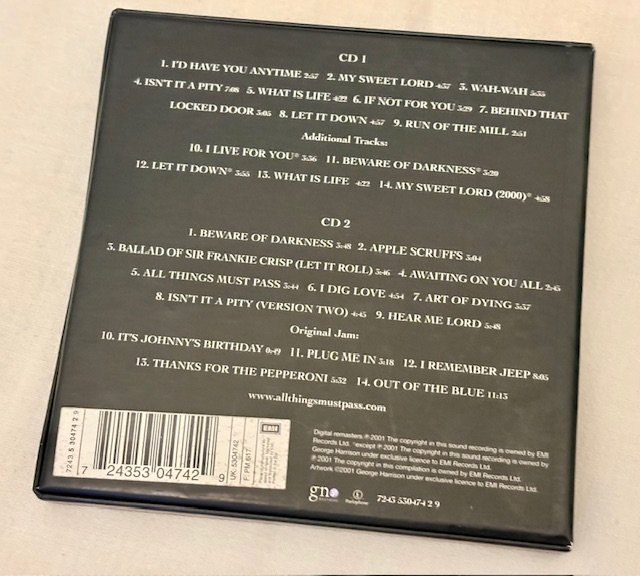 CD 1
1. I'D HAVE YOU ANYTIME 2:57 2. MY SWEET LORD 4:37 3. WAH-WAH 5:35
4. ISN'T IT A PITY 7:08 5. WHAT IS LIFE 4:22 6. IF NOT FOR YOU 3:29 7. BEHIND THAT
LOCKED DOOR 3:05 8. LET IT DOWN 4:57 9. RUN OF THE MILL 2:51
Additional Tracks:
10. I LIVE FOR YOU* 3:36 11. BEWARE OF DARKNESS* 3:20
12. LET IT DOWN* 3:55 13. WHAT IS LIFE 4:22 14. MY SWEET LORD (2000)* 4:58
CD 2
1. BEWARE OF DARKNESS 3:48 2. APPLE SCRUFFS 3:04
3. BALLAD OF SIR FRANKIE CRISP (LET IT ROLL) 3:46 4. AWAITING ON YOU ALL 2:45
5. ALL THINGS MUST PASS 3:44 6. I DIG LOVE 4:54 7. ART OF DYING 3:37
8. ISN'T IT A PITY (VERSION TWO) 4:45 9. HEAR ME LORD 5:48
Original Jam:
10. IT'S JOHNNY'S BIRTHDAY 0:49 11. PLUG ME IN 3:18 12. I REMEMBER JEEP 8:05
13. THANKS FOR THE PEPPERONI 5:32 14. OUT OF THE BLUE 11:13
www.allthingsmustpass.com
7243 5 30474 2 9
7 24353 04742 9
UK: 5304742
F: PM 617
EMI
Digital remasters ℗ 2001 The copyright in this sound recording is owned by EMI
Records Ltd. *except ℗ 2001 The copyright in this sound recording is owned by
George Harrison under exclusive licence to EMI Records Ltd.
℗ 2001 The copyright in this compilation is owned by EMI Records Ltd.
Artwork ©2001 George Harrison under exclusive licence to EMI Records Ltd.
gn
Parlophone
7243 530474 2 9